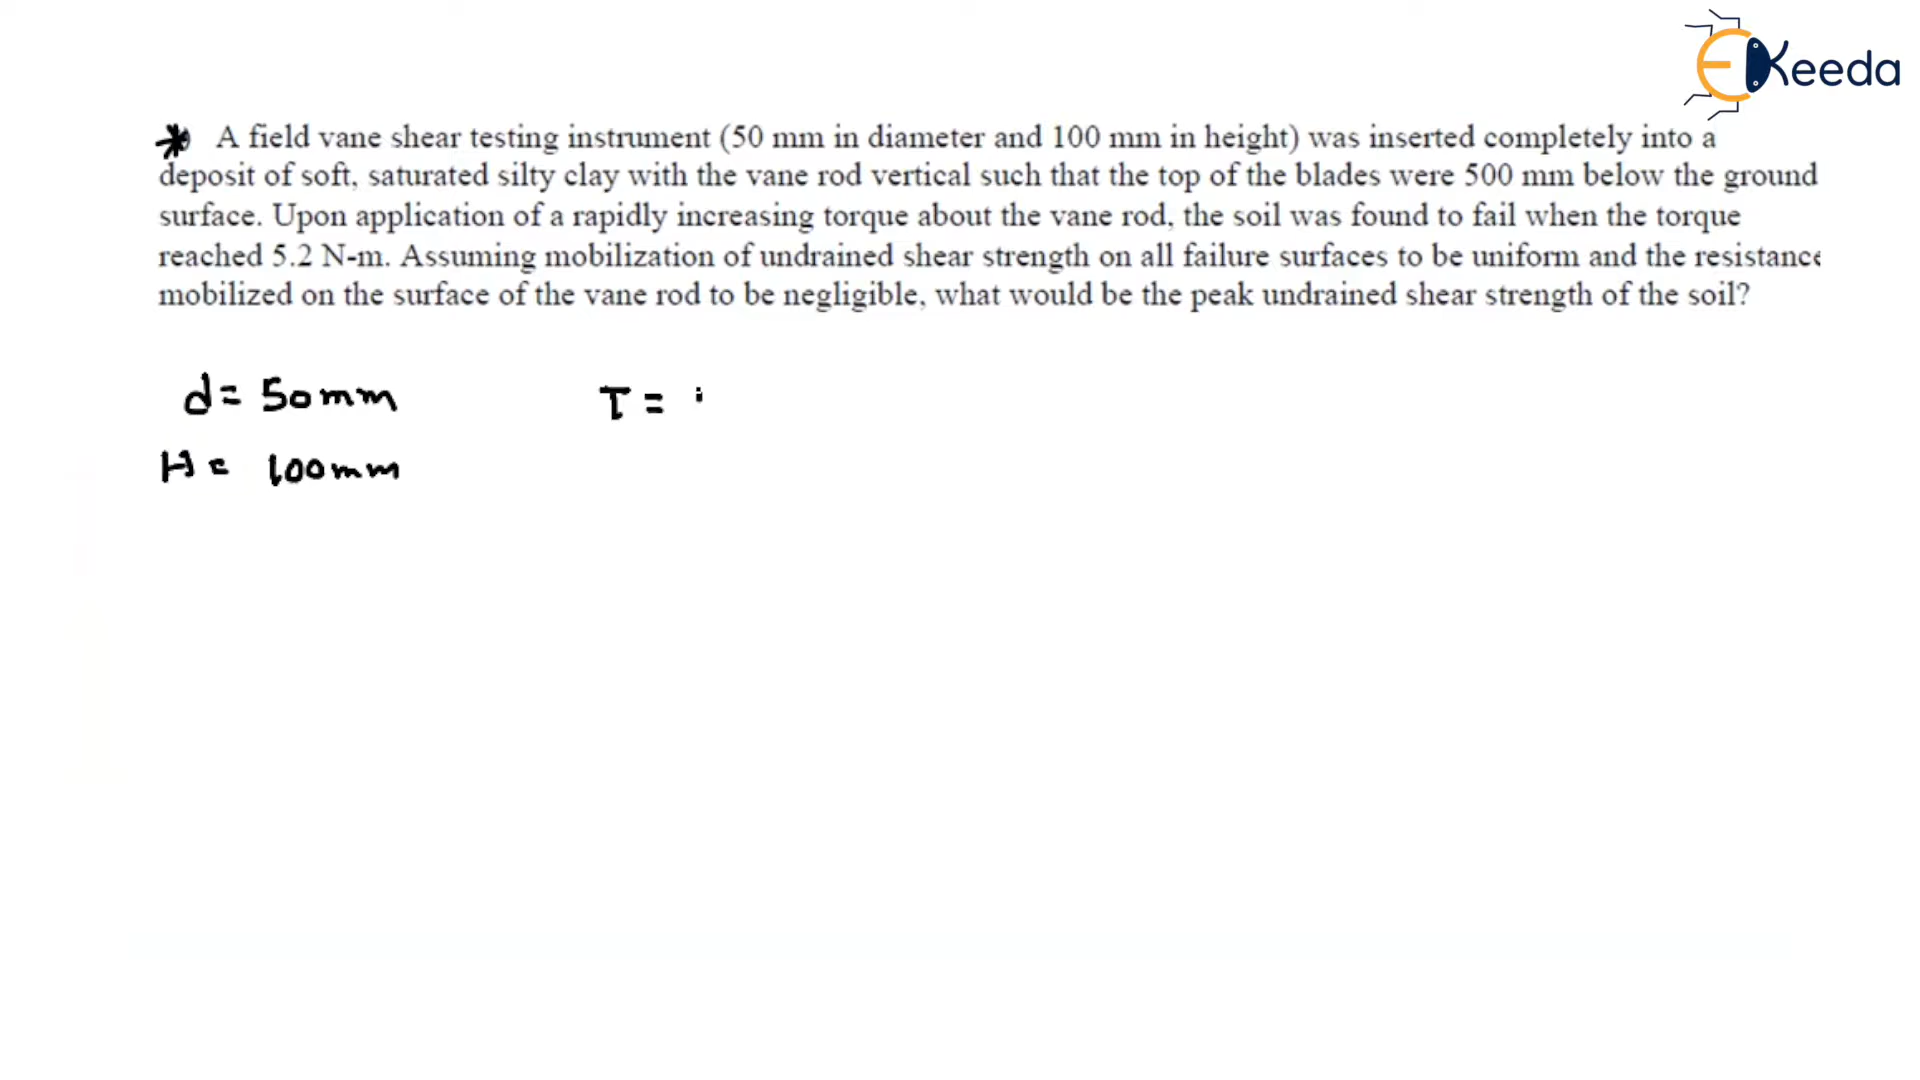 EKeeda
* A field vane shear testing instrument (50 mm in diameter and 100 mm in height) was inserted completely into a
deposit of soft, saturated silty clay with the vane rod vertical such that the top of the blades were 500 mm below the ground
surface. Upon application of a rapidly increasing torque about the vane rod, the soil was found to fail when the torque
reached 5.2 N-m. Assuming mobilization of undrained shear strength on all failure surfaces to be uniform and the resistance
mobilized on the surface of the vane rod to be negligible, what would be the peak undrained shear strength of the soil?
d = 50mm T =
H = 100mm